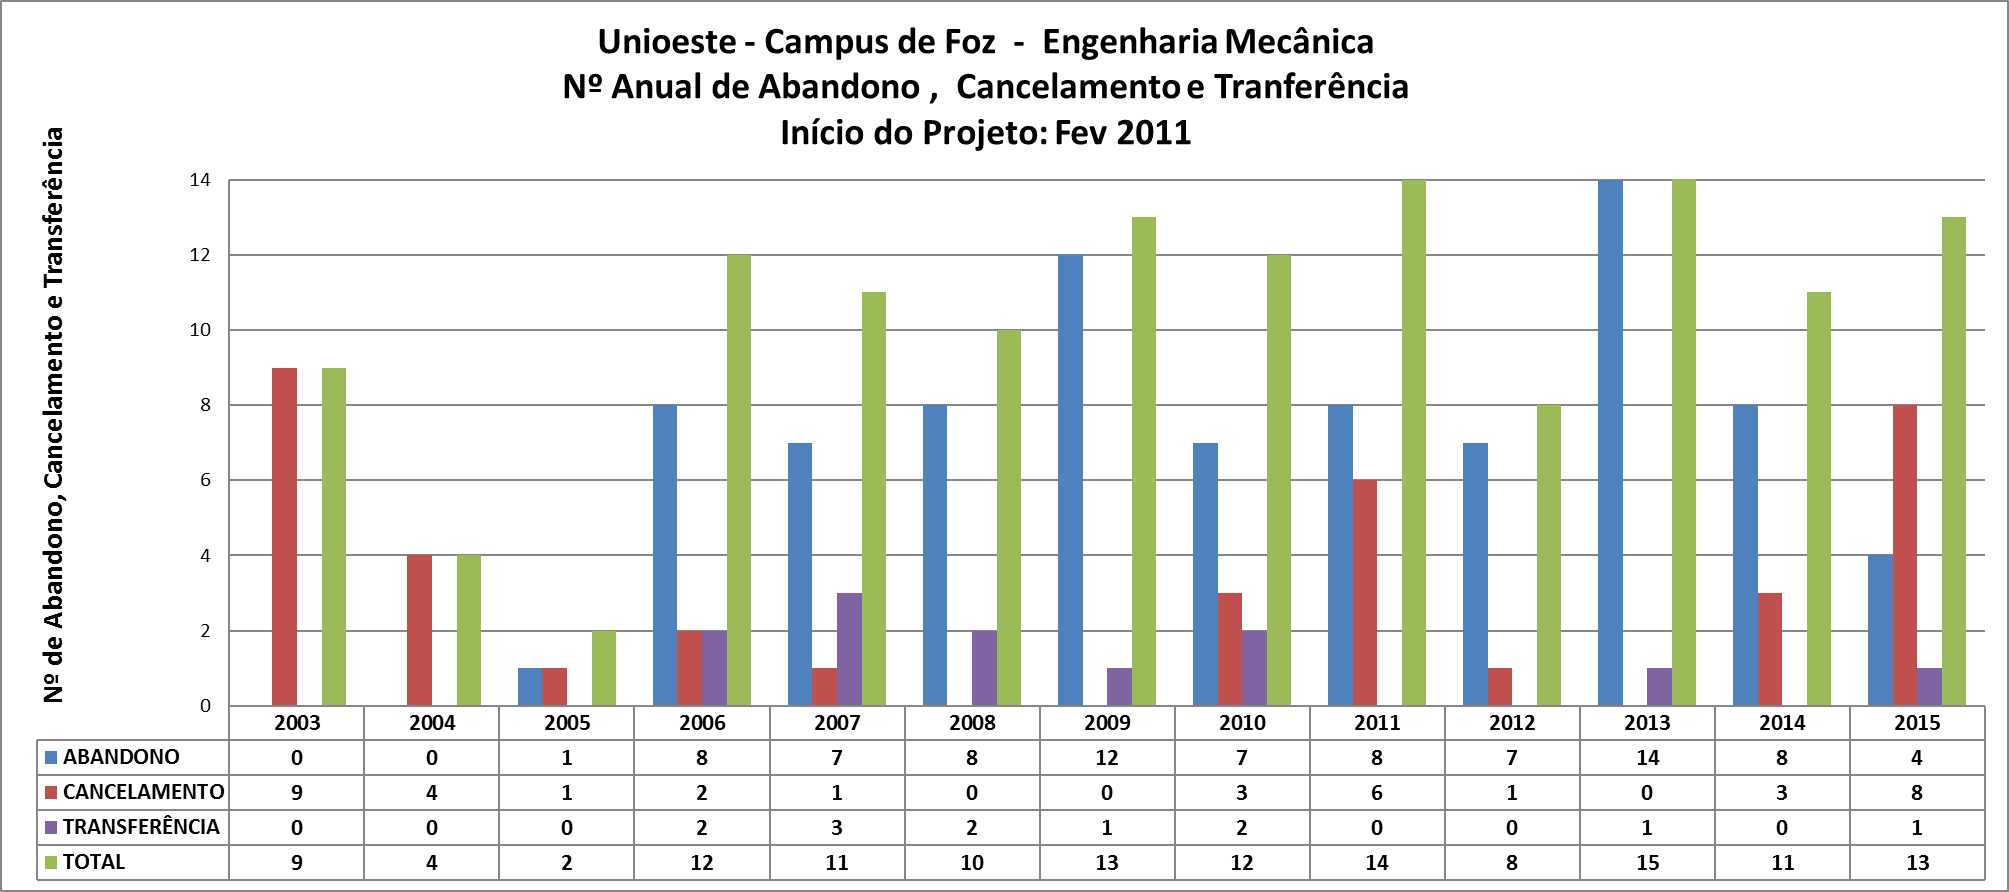 Unioeste - Campus de Foz - Engenharia Mecânica
Nº Anual de Abandono , Cancelamento e Tranferência
Início do Projeto: Fev 2011
Nº de Abandono, Cancelamento e Transferência
14
12
10
8
6
4
2
0
2003 2004 2005 2006 2007 2008 2009 2010 2011 2012 2013 2014 2015
ABANDONO 0 0 1 8 7 8 12 7 8 7 14 8 4
CANCELAMENTO 9 4 1 2 1 0 0 3 6 1 0 3 8
TRANSFERÊNCIA 0 0 0 2 3 2 1 2 0 0 1 0 1
TOTAL 9 4 2 12 11 10 13 12 14 8 15 11 13